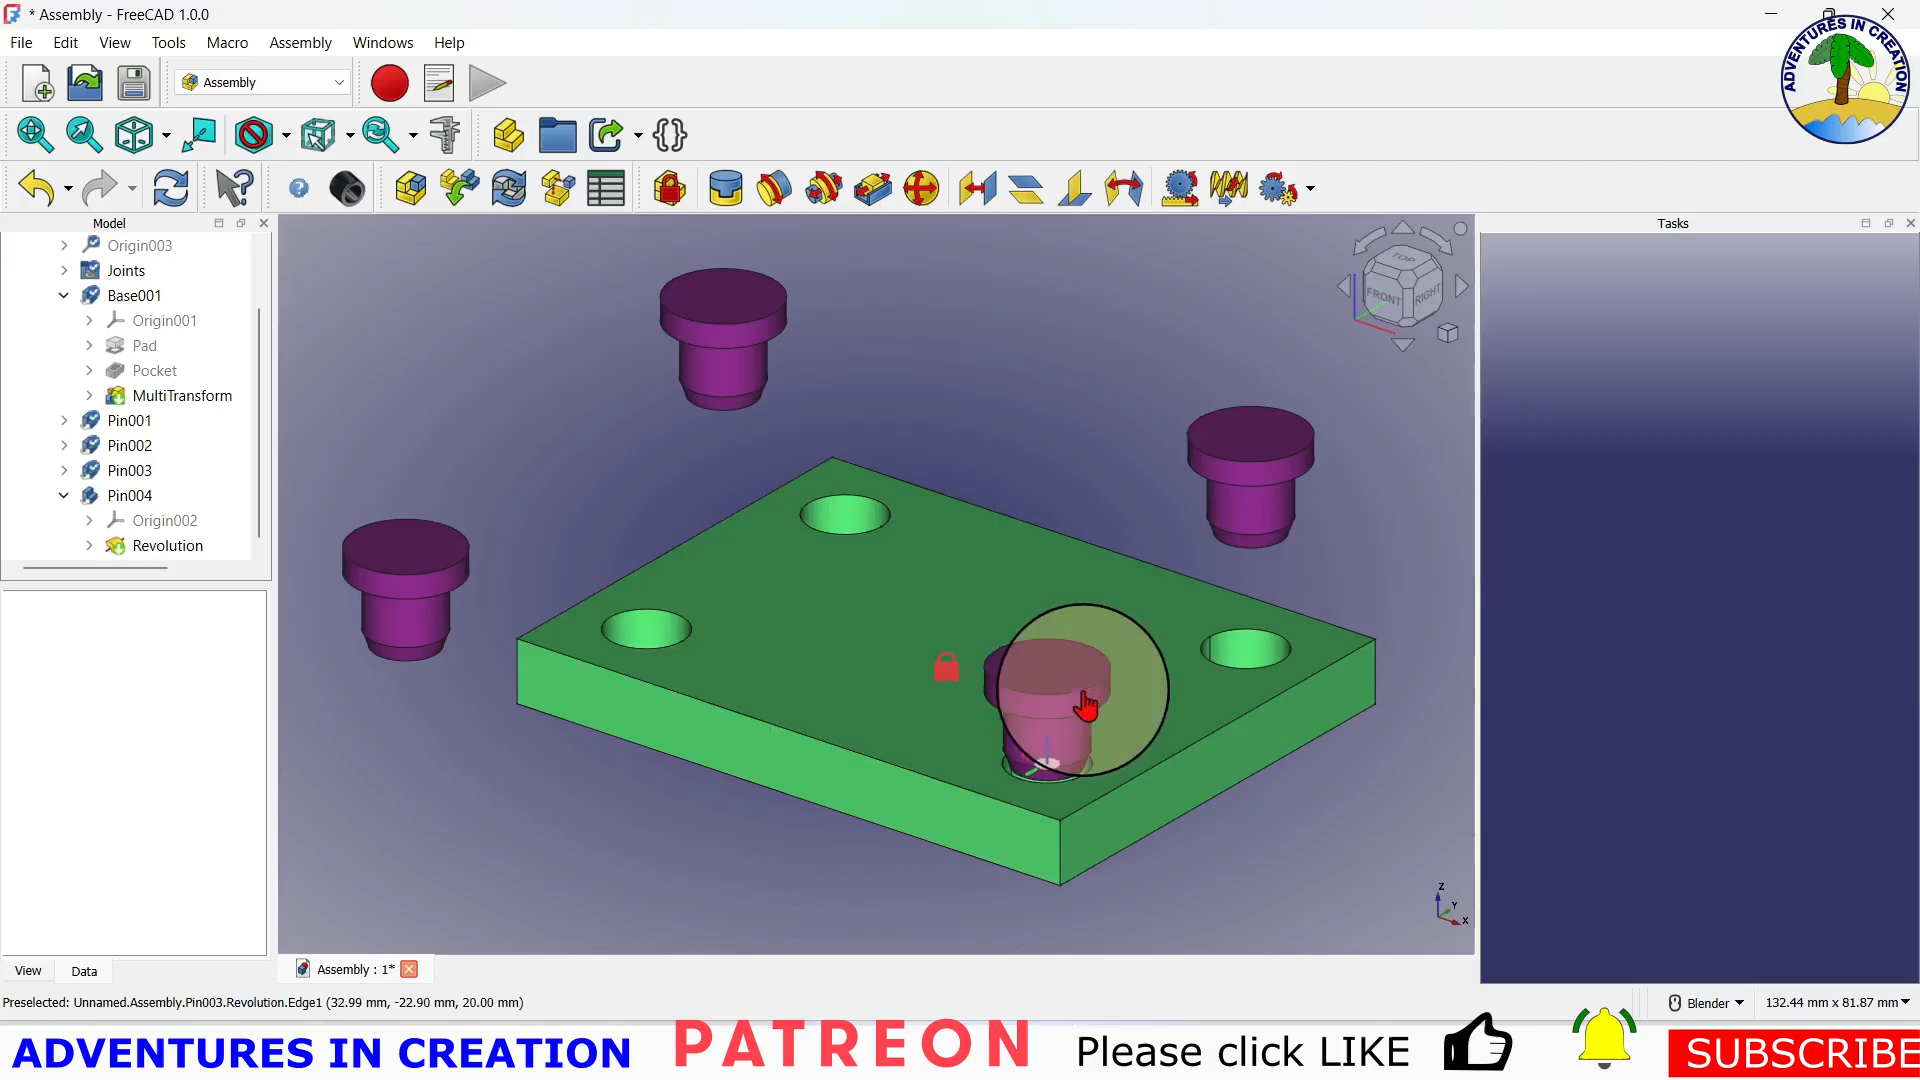 * Assembly - FreeCAD 1.0.0
File Edit View Tools Macro Assembly Windows Help
ADVENTURES IN CREATION
Assembly
Model
Tasks
Origin003
Joints
Base001
Origin001
Pad
Pocket
MultiTransform
Pin001
Pin002
Pin003
Pin004
Origin002
Revolution
TOP
FRONT
RIGHT
Z
Y
X
View Data
Assembly : 1*
Preselected: Unnamed.Assembly.Pin003.Revolution.Edge1 (32.99 mm, -22.90 mm, 20.00 mm)
Blender
132.44 mm x 81.87 mm
ADVENTURES IN CREATION PATREON Please click LIKE SUBSCRIBE